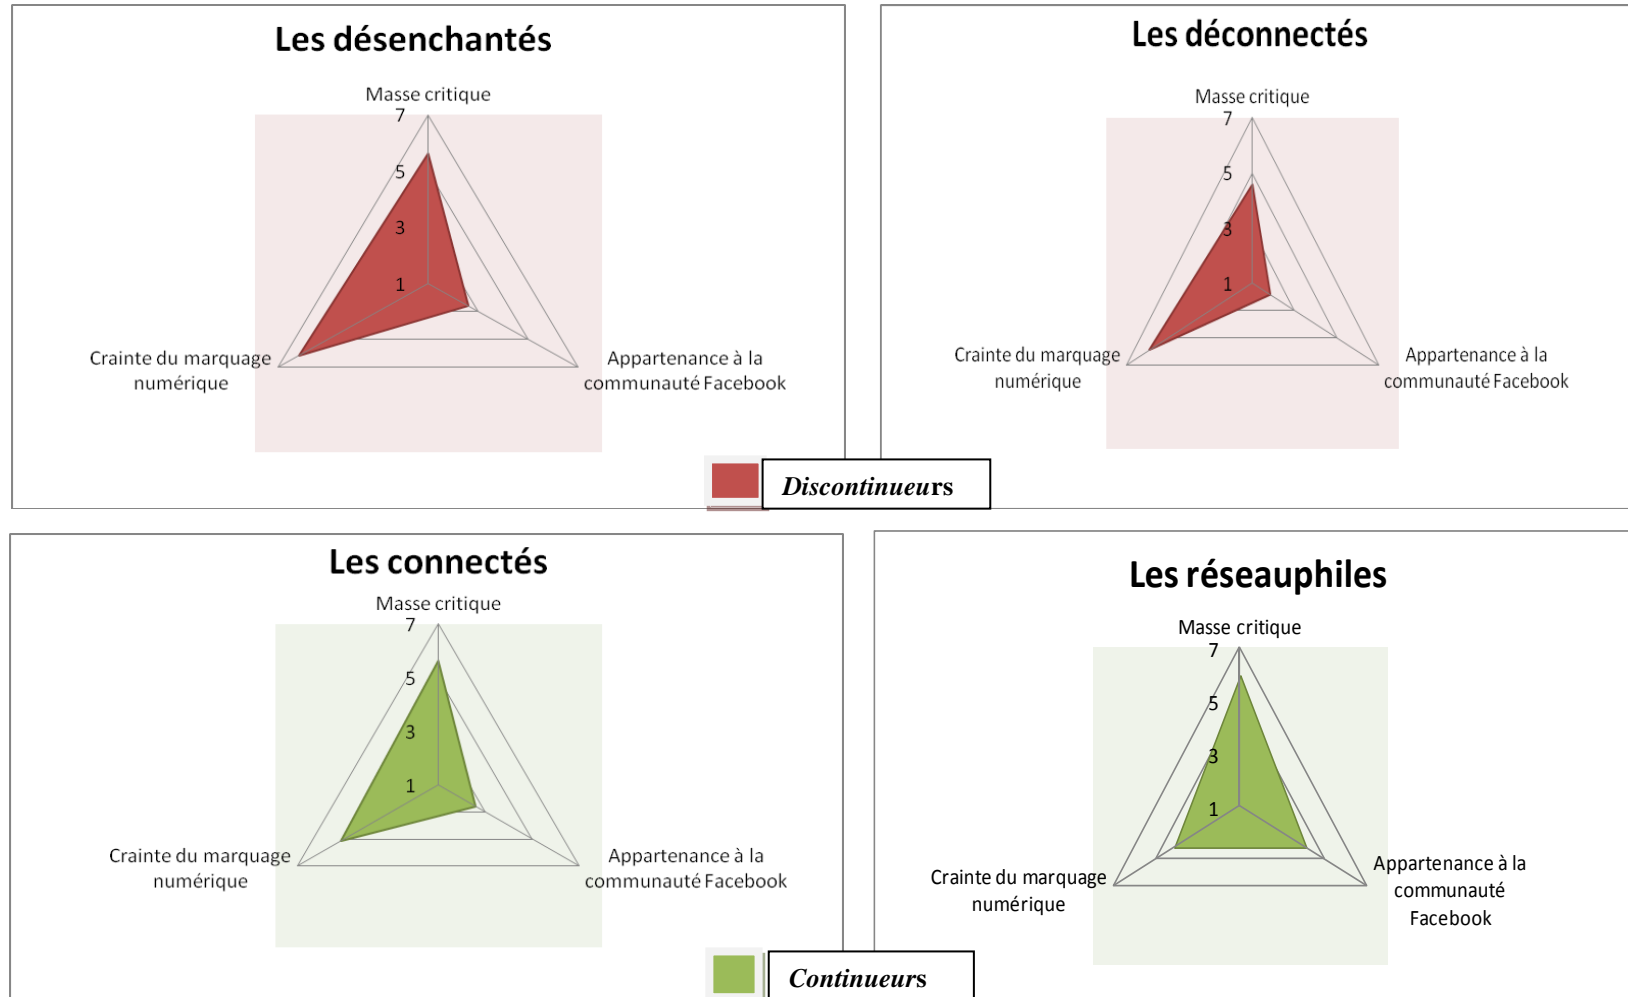 Les désenchantés
Masse critique
7
5
3
1
Crainte du marquage
numérique
Appartenance à la
communauté Facebook
Les déconnectés
Masse critique
7
5
3
1
Crainte du marquage
numérique
Appartenance à la
communauté Facebook
Discontinueurs
Les connectés
Masse critique
7
5
3
1
Crainte du marquage
numérique
Appartenance à la
communauté Facebook
Les réseauphiles
Masse critique
7
5
3
1
Crainte du marquage
numérique
Appartenance à la
communauté
Facebook
Continueurs